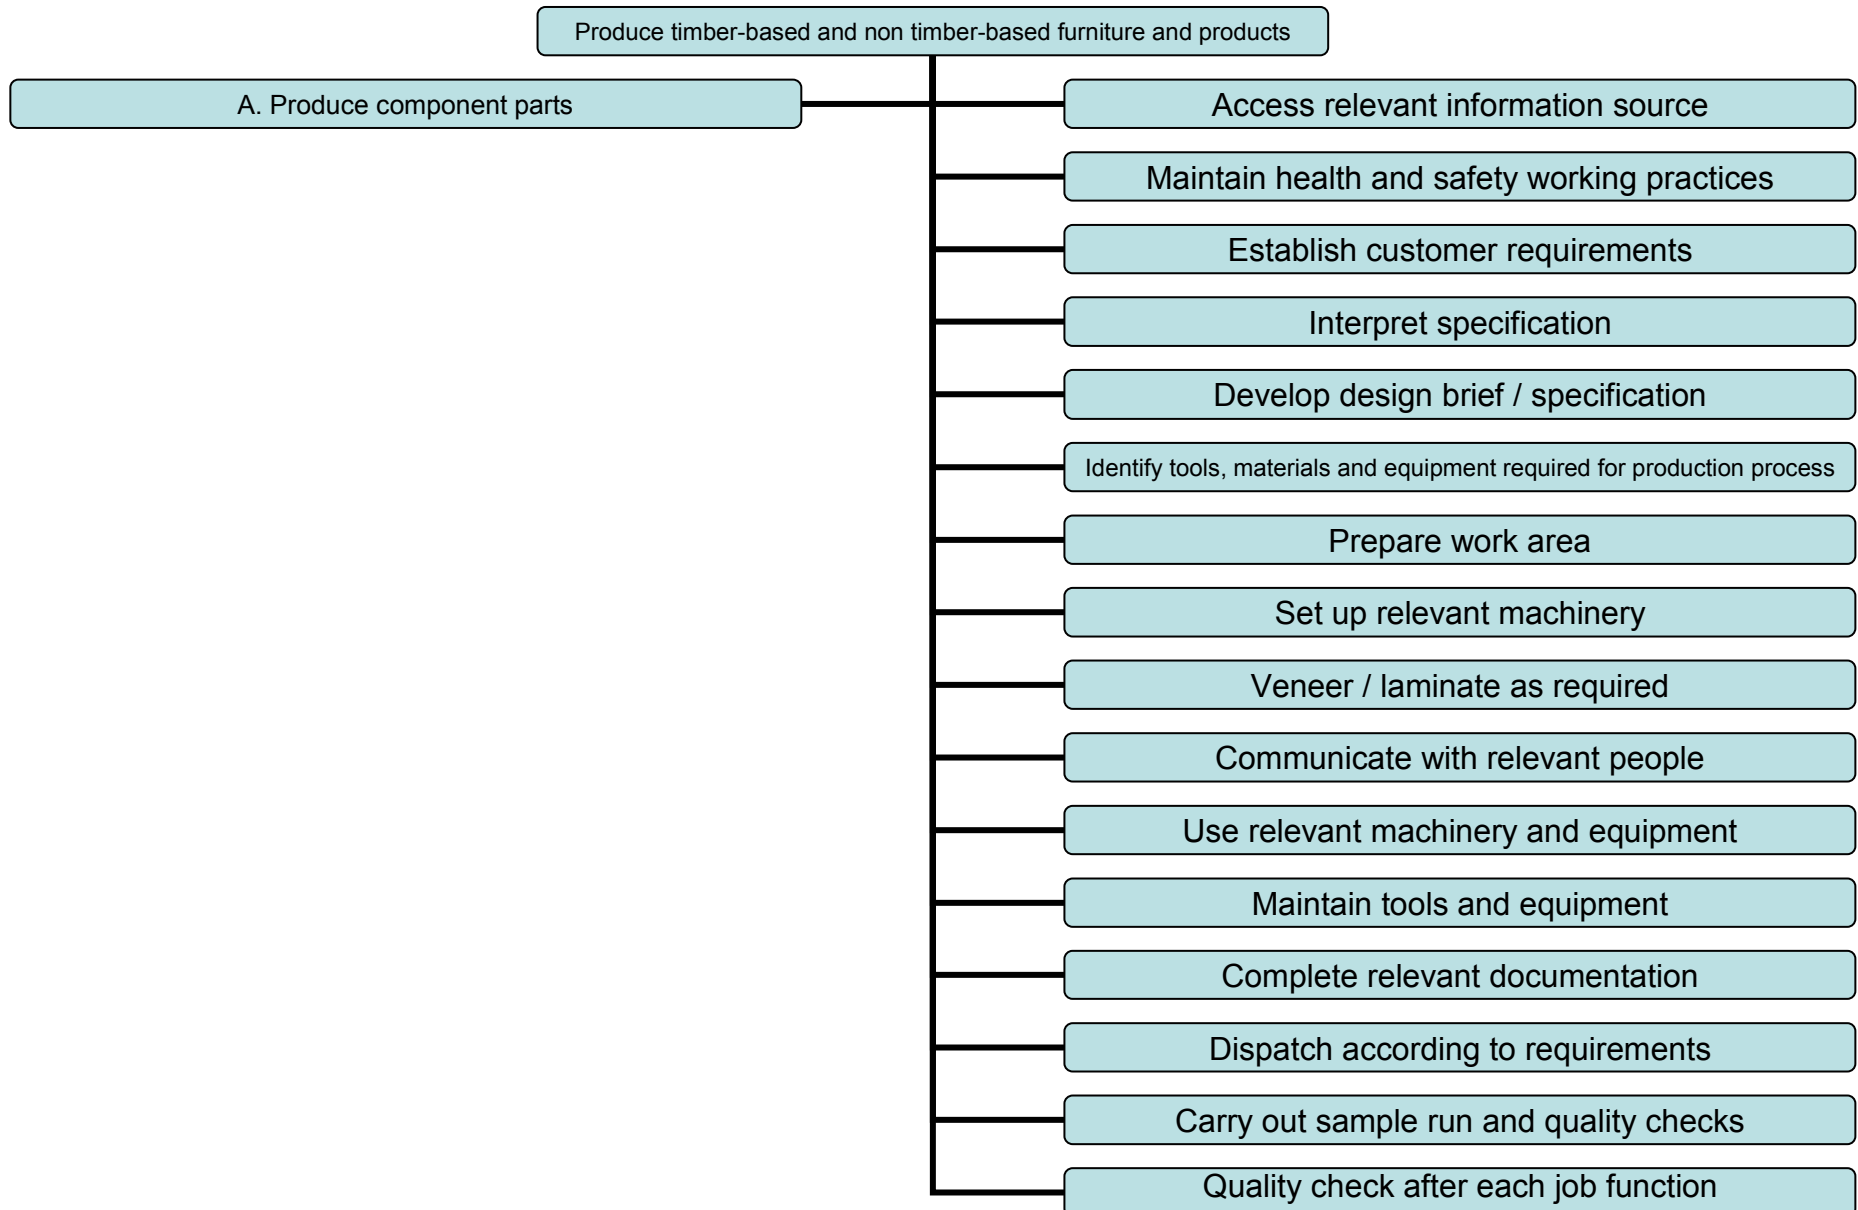 Produce timber-based and non timber-based furniture and products
A. Produce component parts
Access relevant information source
Maintain health and safety working practices
Establish customer requirements
Interpret specification
Develop design brief / specification
Identify tools, materials and equipment required for production process
Prepare work area
Set up relevant machinery
Veneer / laminate as required
Communicate with relevant people
Use relevant machinery and equipment
Maintain tools and equipment
Complete relevant documentation
Dispatch according to requirements
Carry out sample run and quality checks
Quality check after each job function